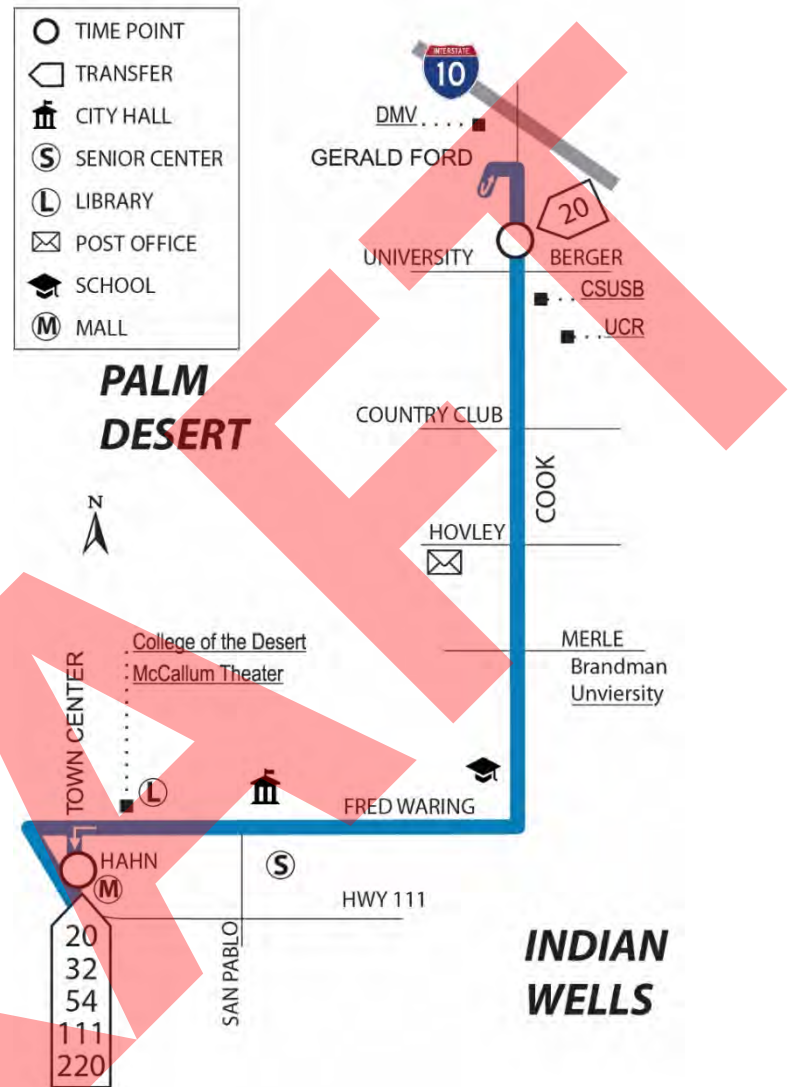 TIME POINT
TRANSFER
CITY HALL
S SENIOR CENTER
L LIBRARY
POST OFFICE
SCHOOL
M MALL
INTERSTATE
10
DMV
GERALD FORD
20
UNIVERSITY
BERGER
CSUSB
UCR
PALM
DESERT
COUNTRY CLUB
COOK
N
HOVLEY
College of the Desert
McCallum Theater
MERLE
Brandman
Unviersity
TOWN CENTER
L
FRED WARING
HAHN
M
S
HWY 111
SAN PABLO
20
32
54
111
220
INDIAN
WELLS
AFT